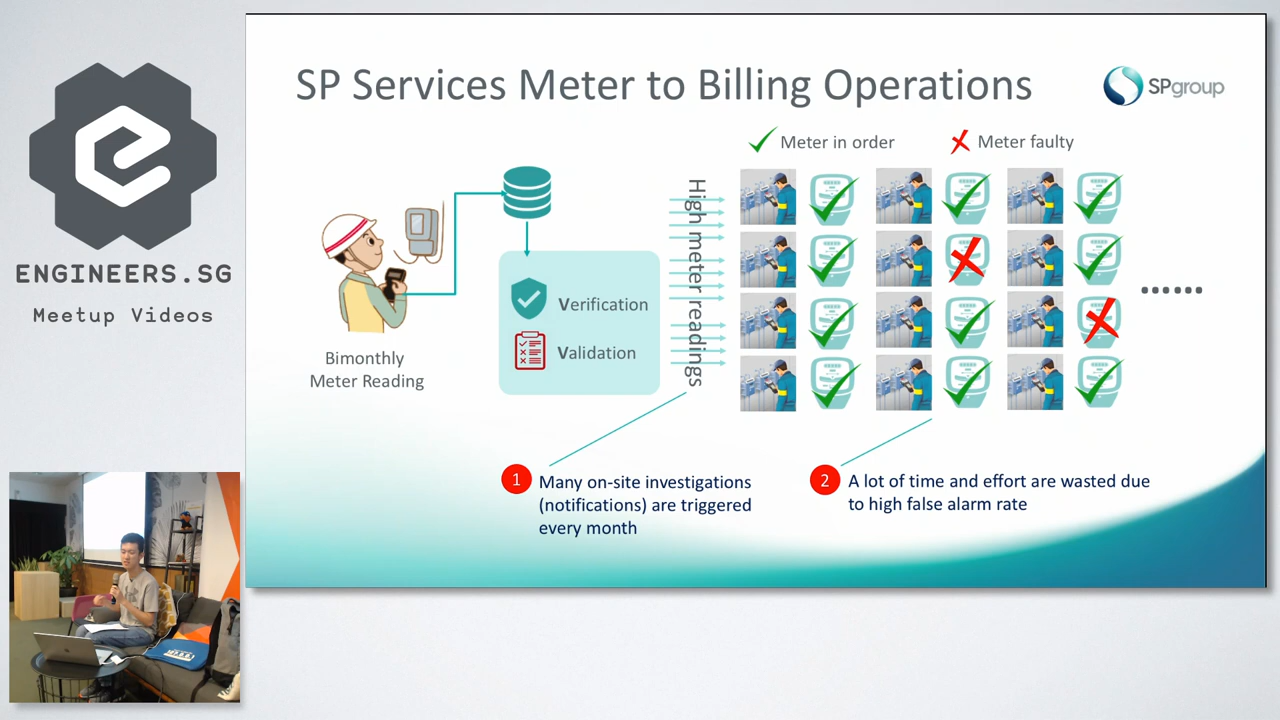 ENGINEERS.SG
Meetup Videos
SP Services Meter to Billing Operations
SPgroup
Meter in order
Meter faulty
Bimonthly
Meter Reading
Verification
Validation
High meter readings
......
1
Many on-site investigations
(notifications) are triggered
every month
2
A lot of time and effort are wasted due
to high false alarm rate